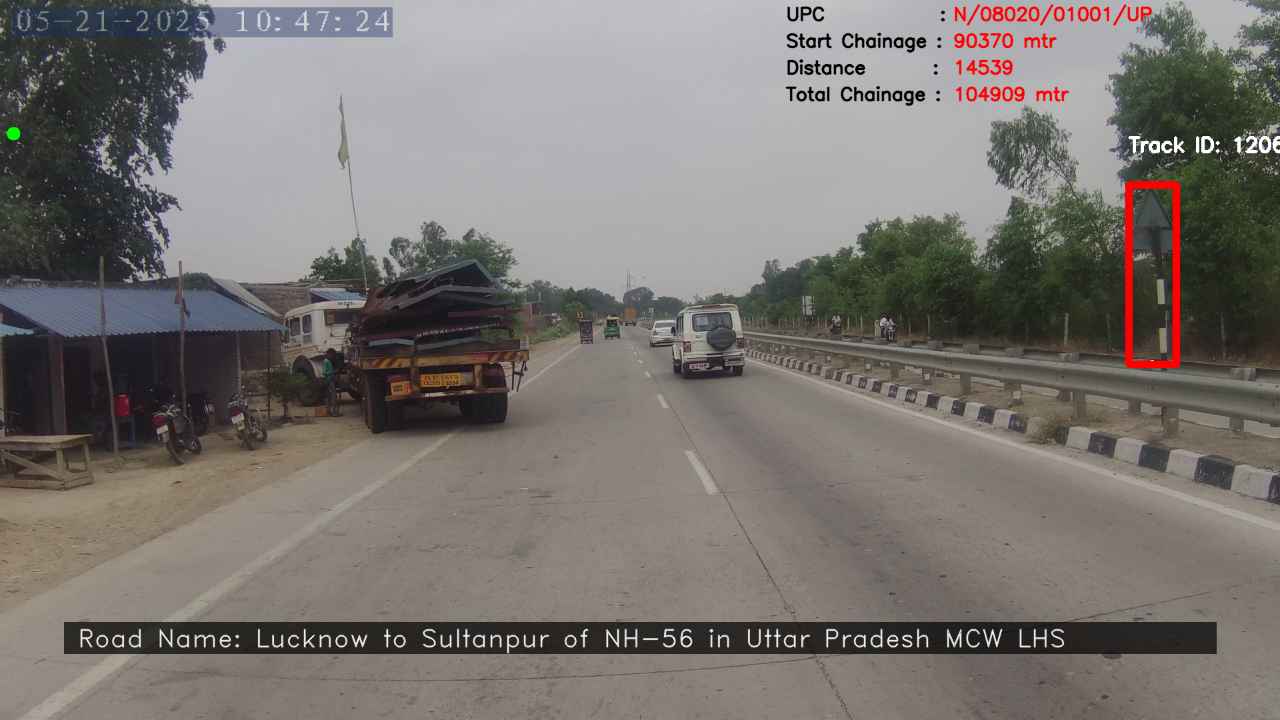 05-21-2025 10:47:24
UPC : N/08020/01001/UP
Start Chainage : 90370 mtr
Distance : 14539
Total Chainage : 104909 mtr
Track ID: 1206
Road Name: Lucknow to Sultanpur of NH-56 in Uttar Pradesh MCW LHS